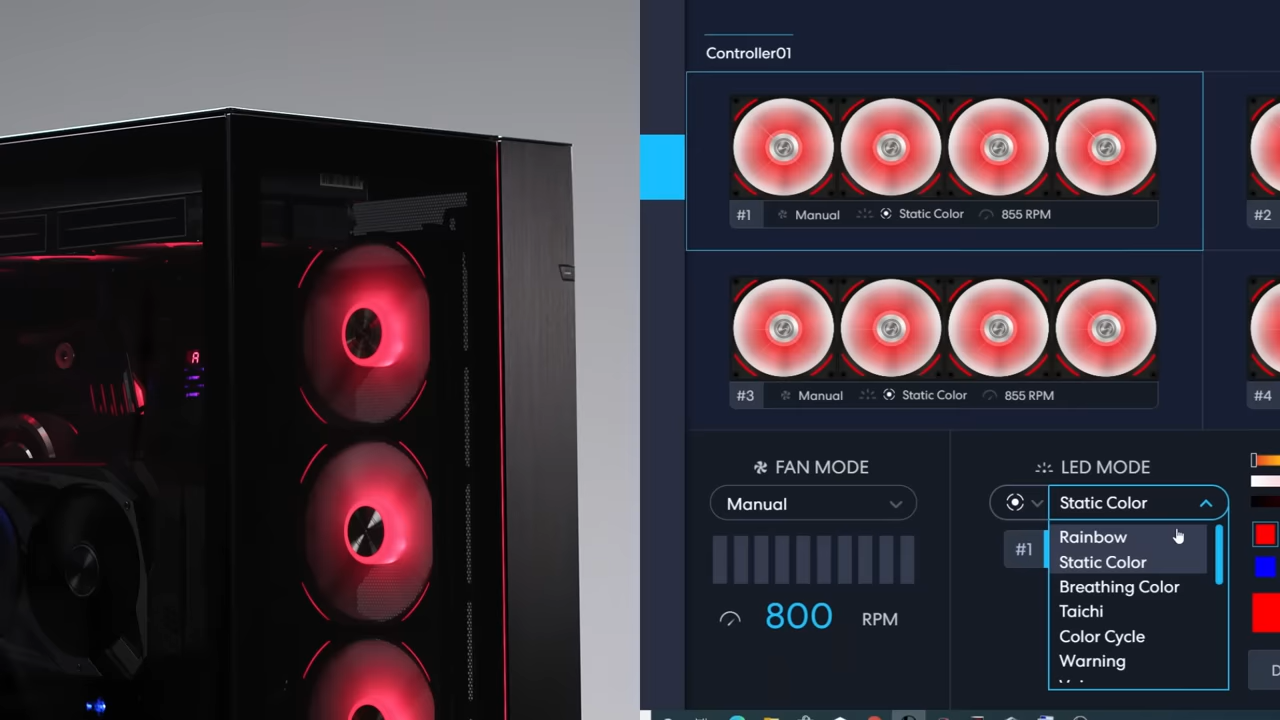 Controller01
#1 Manual Static Color 855 RPM
#2
#3 Manual Static Color 855 RPM
#4
FAN MODE
Manual
800 RPM
LED MODE
Static Color
#1
Rainbow
Static Color
Breathing Color
Taichi
Color Cycle
Warning
A